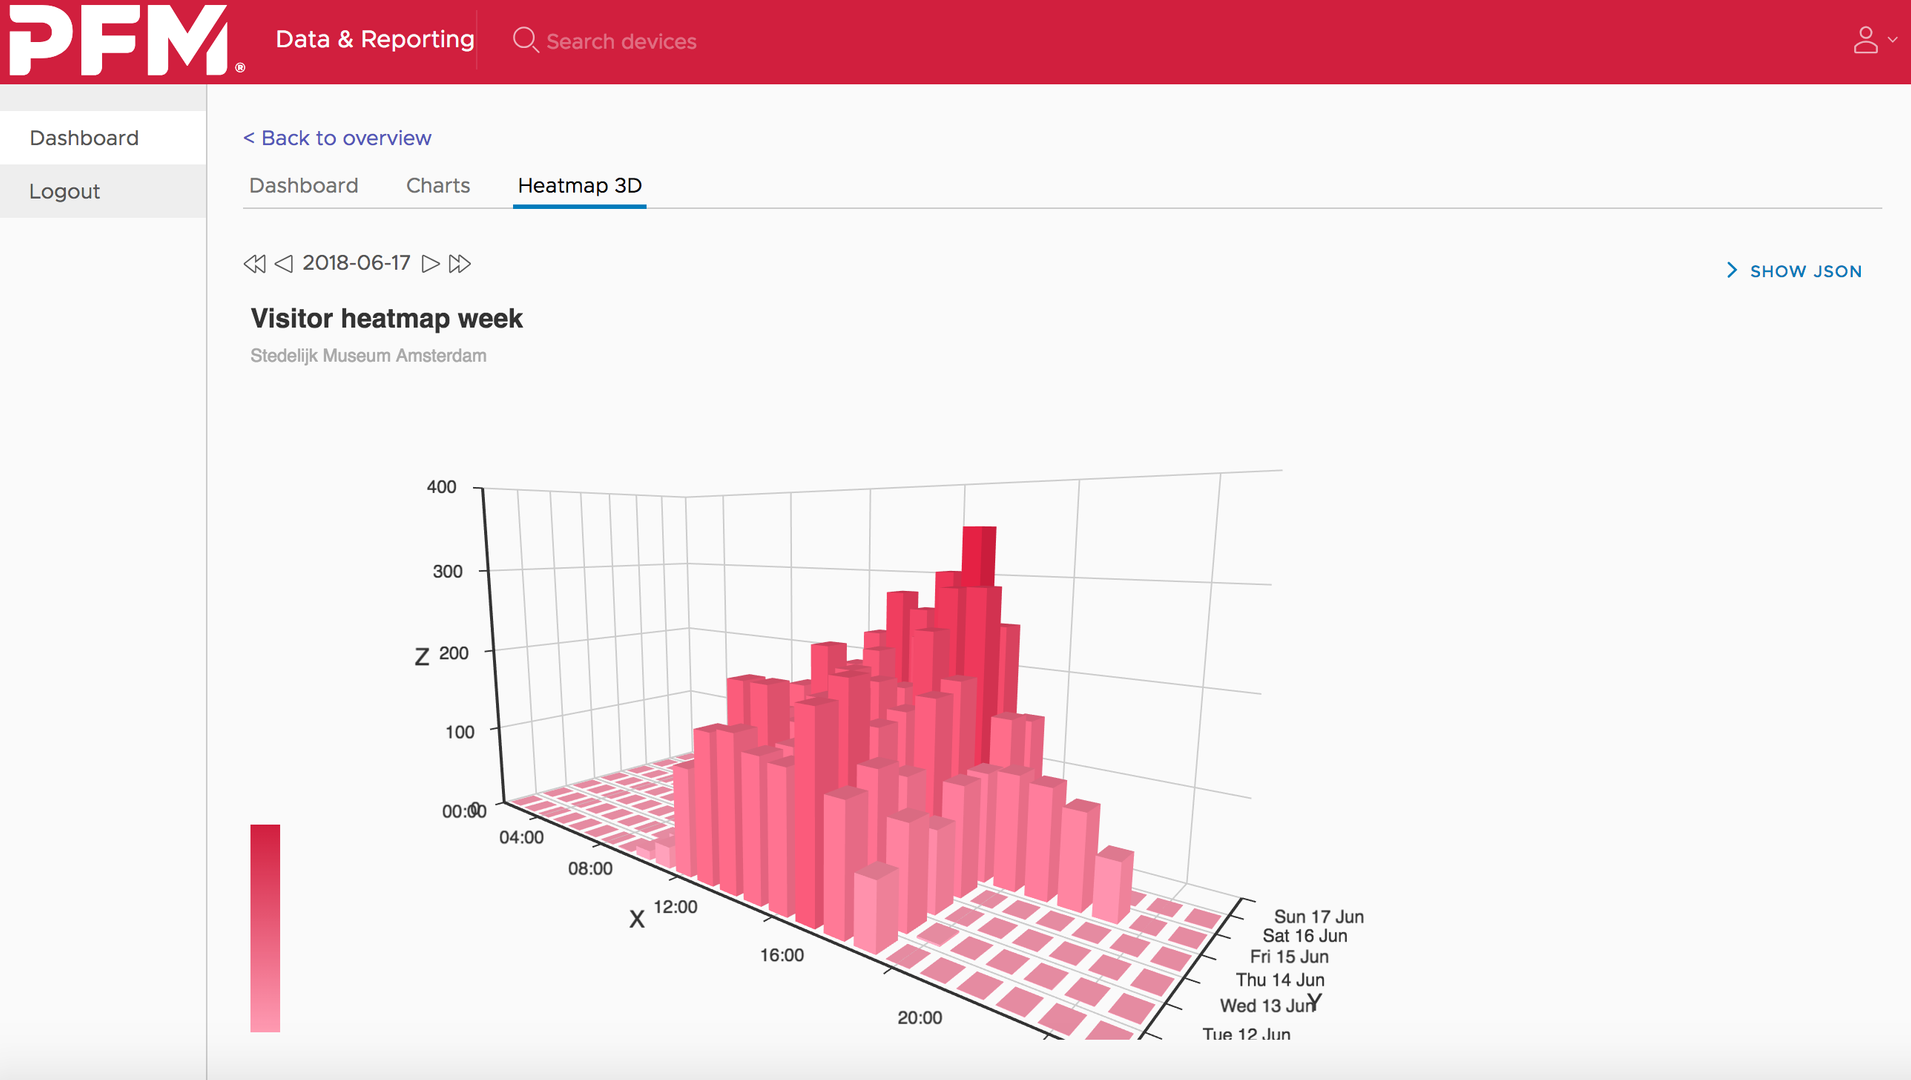 PFM®
Data & Reporting
Search devices
Dashboard
Logout
< Back to overview
Dashboard Charts Heatmap 3D
2018-06-17
SHOW JSON
Visitor heatmap week
Stedelijk Museum Amsterdam
400
300
Z 200
100
0
00:00
04:00
08:00
X 12:00
16:00
20:00
Sun 17 Jun
Sat 16 Jun
Fri 15 Jun
Thu 14 Jun
Wed 13 Jun
Y
Tue 12 Jun